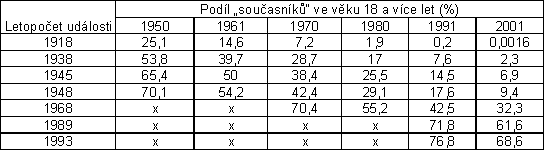 Podíl „současníků" ve věku 18 a více let (%)
Letopočet události 1950 1961 1970 1980 1991 2001
1918 25,1 14,6 7,2 1,9 0,2 0,0016
1938 53,8 39,7 28,7 17 7,6 2,3
1945 65,4 50 38,4 25,5 14,5 6,9
1948 70,1 54,2 42,4 29,1 17,6 9,4
1968 x x 70,4 55,2 42,5 32,3
1989 x x x x 71,8 61,6
1993 x x x x 76,8 68,6